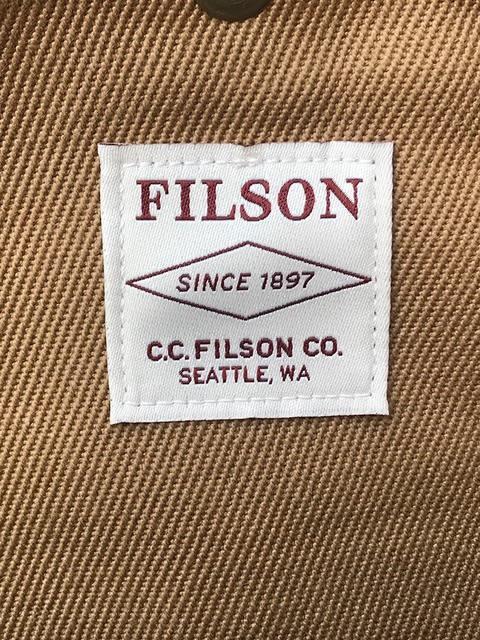 FILSON
SINCE 1897
C.C. FILSON CO.
SEATTLE, WA